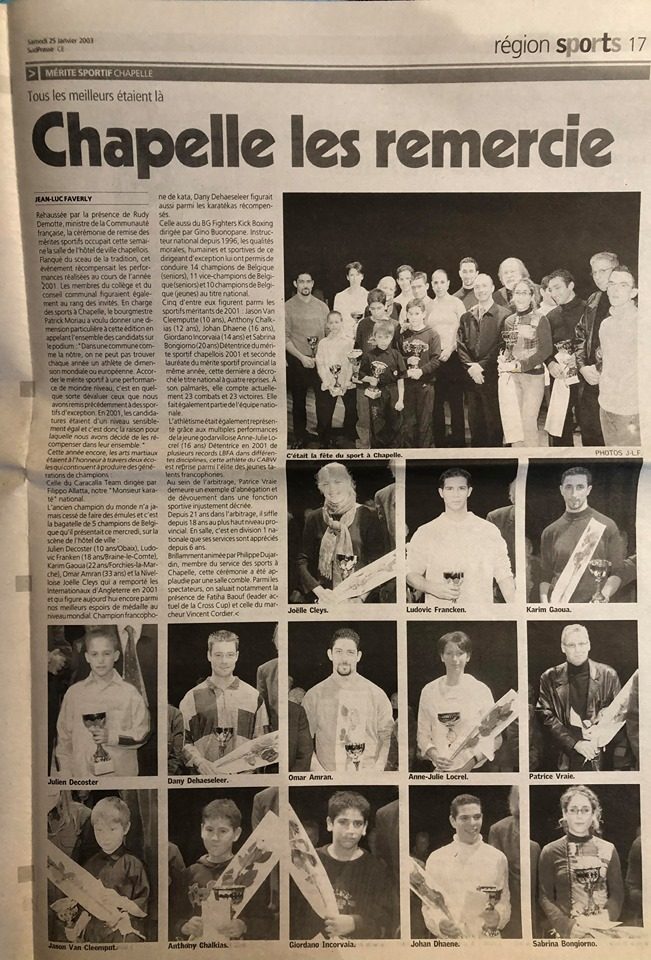 Samedi 25 Janvier 2003
SudPresse CE
région sports 17
> MÉRITE SPORTIF CHAPELLE
Tous les meilleurs étaient là
Chapelle les remercie
JEAN-LUC FAVERLY
Rehaussée par la présence de Rudy
Demotte, ministre de la Communauté
française, la cérémonie de remise des
mérites sportifs occupait cette semai-
ne la salle de l'hôtel de ville chapellois.
Flanqué du sceau de la tradition, cet
événement récompensait les perfor-
mances réalisées au cours de l'année
2001. Les membres du collège et du
conseil communal figuraient égale-
ment au rang des invités. En charge
des sports à Chapelle, le bourgmestre
Patrick Moriau a voulu donner une di-
mension particulière à cette édition en
appelant l'ensemble des candidats sur
le podium : "Dans une commune com-
me la nôtre, on ne peut pas trouver
chaque année un athlète de dimen-
sion mondiale ou européenne. Accor-
der le mérite sportif à une performan-
ce de moindre niveau, c'est en quel-
que sorte dévaluer ceux que nous
avons remis précédemment à des spor-
tifs d'exception. En 2001, les candida-
tures étaient d'un niveau sensible-
ment égal et c'est donc la raison pour
laquelle nous avons décidé de les ré-
compenser dans leur ensemble."
Cette année encore, les arts martiaux
étaient à l'honneur à travers deux éco-
les qui continuent à produire des géné-
rations de champions.
Celle du Caracalla Team dirigée par
Filippo Allatta, notre "Monsieur kara-
té" national.
L'ancien champion du monde n'a ja-
mais cessé de faire des émules et c'est
la bagatelle de 5 champions de Belgi-
que qu'il présentait ce mercredi, sur la
scène de l'hôtel de ville :
Julien Decoster (10 ans/Obaix), Ludo-
vic Franken (18 ans/Braine-le-Comte),
Karim Gaoua (22 ans/Forchies-la-Mar-
che), Omar Amran (33 ans) et la Nivel-
loise Joëlle Cleys qui a remporté les
Internationaux d'Angleterre en 2001
et qui figure aujourd'hui encore parmi
nos meilleurs espoirs de médaille au
niveau mondial. Champion francopho-
ne de kata, Dany Dehaeseleer figurait
aussi parmi les karatékas récompen-
sés.
Celle aussi du BG Fighters Kick Boxing
dirigée par Gino Buonopane. Instruc-
teur national depuis 1996, les qualités
morales, humaines et sportives de ce
dirigeant d'exception lui ont permis de
conduire 14 champions de Belgique
(seniors), 11 vice-champions de Belgi-
que (seniors) et 10 champions de Bel-
gique (jeunes) au titre national.
Cinq d'entre eux figurent parmi les
sportifs méritants de 2001 : Jason Van
Cleemputte (10 ans), Anthony Chalk-
ias (12 ans), Johan Dhaene (16 ans),
Giordano Incorvaia (14 ans) et Sabrina
Bongiorno (20 ans) Détentrice du mé-
rite sportif chapellois 2001 et seconde
lauréate du mérite sportif provincial la
même année, cette dernière a décro-
ché le titre national à quatre reprises. À
son palmarès, elle compte actuelle-
ment 23 combats et 23 victoires. Elle
fait également partie de l'équipe natio-
nale.
L'athlétisme était également représen-
té grâce aux multiples performances
de la jeune godarvilloise Anne-Julie Lo-
crel (16 ans) Détentrice en 2001 de
plusieurs records LBFA dans différen-
tes disciplines, cette athlète du CABW
est reprise parmi l'élite des jeunes ta-
lents francophones.
Au sein de l'arbitrage, Patrice Vraie
demeure un exemple d'abnégation et
de dévouement dans une fonction
sportive injustement décriée.
Depuis 21 ans dans l'arbitrage, il siffle
depuis 18 ans au plus haut niveau pro-
vincial. En salle, c'est en division 1 na-
tionale que ses services sont appréciés
depuis 6 ans.
Brillamment animée par Philippe Dujar-
din, membre du service des sports à
Chapelle, cette cérémonie a été ap-
plaudie par une salle comble. Parmi les
spectateurs, on saluait notamment la
présence de Fatiha Baouf (leader ac-
tuel de la Cross Cup) et celle du mar-
cheur Vincent Cordier.<
C'était la fête du sport à Chapelle.
PHOTOS J-L.F.
Joëlle Cleys.
Ludovic Francken.
Karim Gaoua.
Julien Decoster
Dany Dehaeseleer.
Omar Amran.
Anne-Julie Locrel.
Patrice Vraie.
Jason Van Cleemput.
Anthony Chalkias.
Giordano Incorvaia.
Johan Dhaene.
Sabrina Bongiorno.